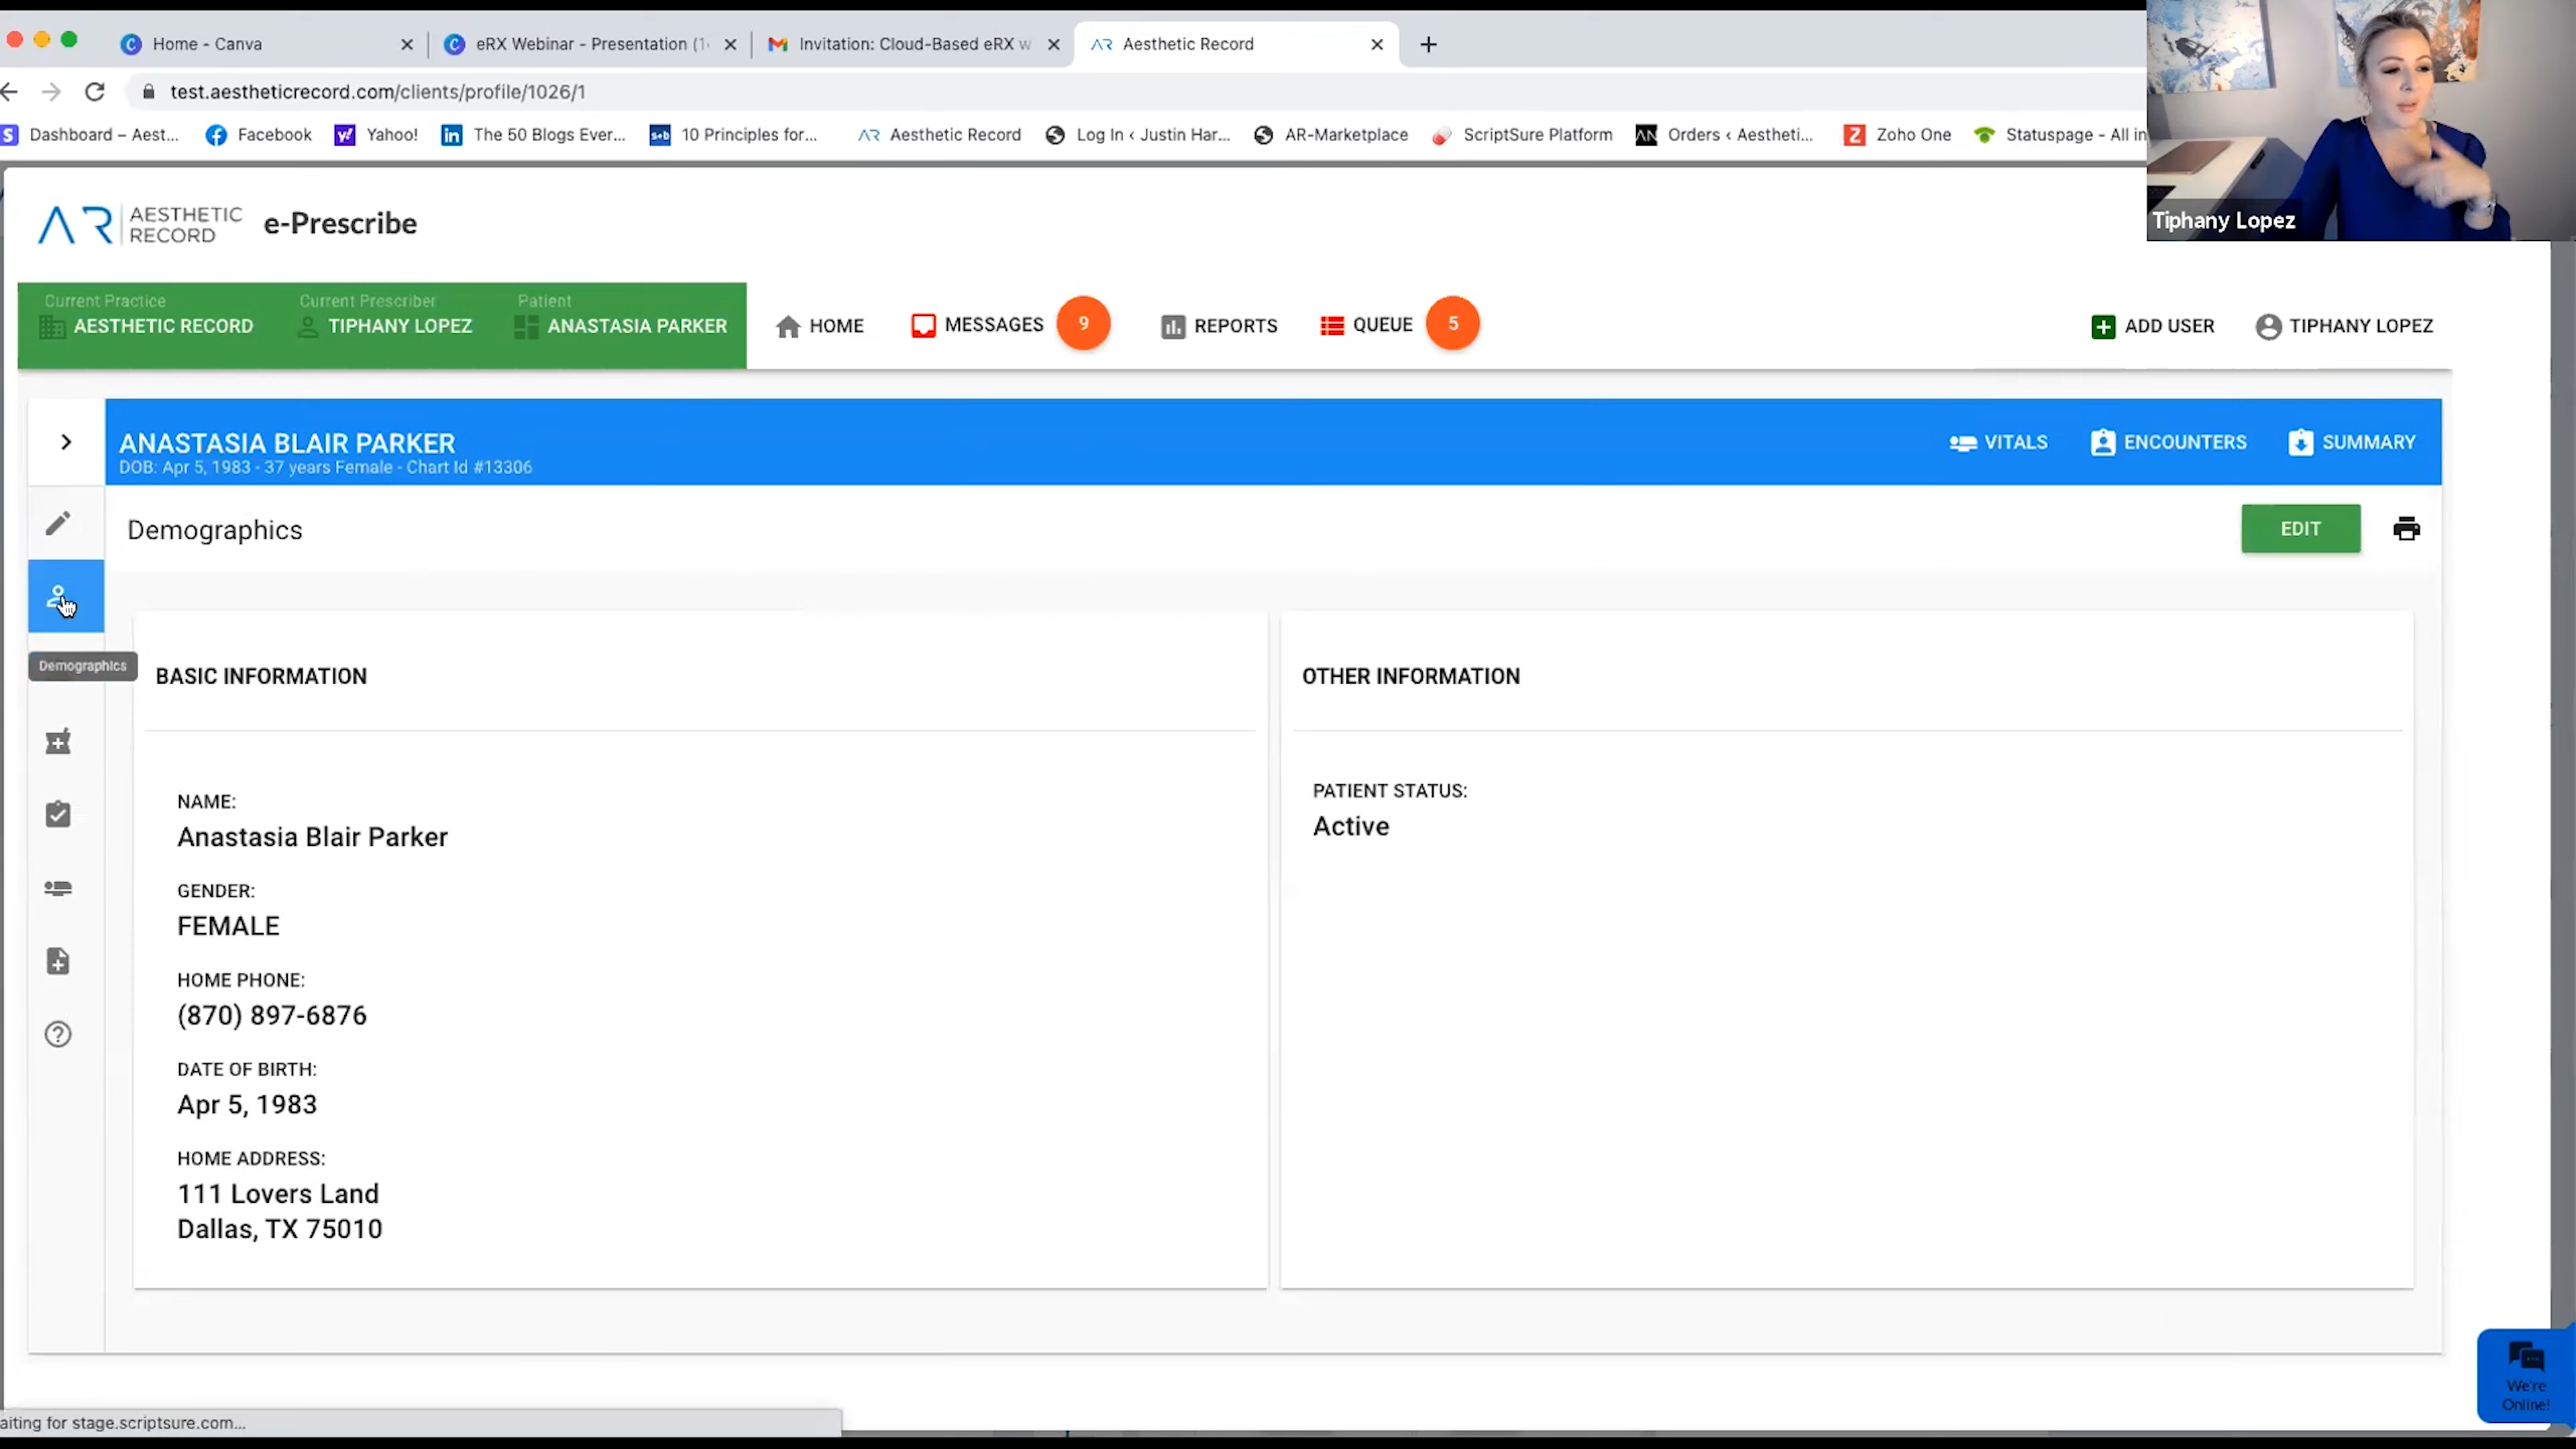 Home - Canva
eRX Webinar - Presentation (1
Invitation: Cloud-Based eRX w
Aesthetic Record
test.aestheticrecord.com/clients/profile/1026/1
Dashboard – Aest...
Facebook
Yahoo!
The 50 Blogs Ever...
10 Principles for...
Aesthetic Record
Log In ‹ Justin Har...
AR-Marketplace
ScriptSure Platform
Orders ‹ Aestheti...
Zoho One
Statuspage - All in
Tiphany Lopez
AR AESTHETIC RECORD e-Prescribe
Current Practice
AESTHETIC RECORD
Current Prescriber
TIPHANY LOPEZ
Patient
ANASTASIA PARKER
HOME
MESSAGES 9
REPORTS
QUEUE 5
ADD USER
TIPHANY LOPEZ
ANASTASIA BLAIR PARKER
DOB: Apr 5, 1983 - 37 years Female - Chart Id #13306
VITALS
ENCOUNTERS
SUMMARY
Demographics
EDIT
Demographics
BASIC INFORMATION
NAME:
Anastasia Blair Parker
GENDER:
FEMALE
HOME PHONE:
(870) 897-6876
DATE OF BIRTH:
Apr 5, 1983
HOME ADDRESS:
111 Lovers Land
Dallas, TX 75010
OTHER INFORMATION
PATIENT STATUS:
Active
We're
Online!
aiting for stage.scriptsure.com...